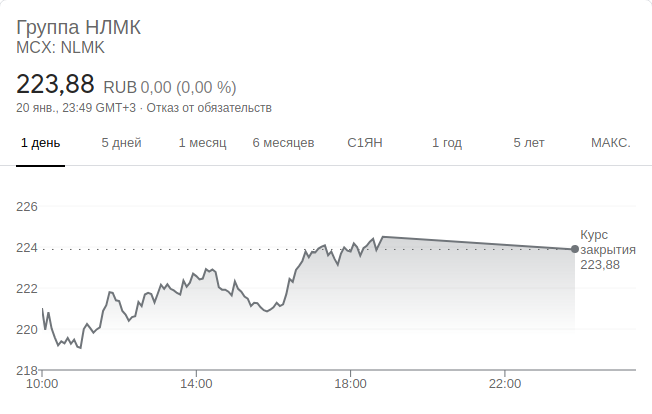 Группа НЛМК
MCX: NLMK
223,88 RUB 0,00 (0,00 %)
20 янв., 23:49 GMT+3 · Отказ от обязательств
1 день 5 дней 1 месяц 6 месяцев С1ЯН 1 год 5 лет МАКС.
226
224
222
220
218
Курс
закрытия
223,88
10:00 14:00 18:00 22:00